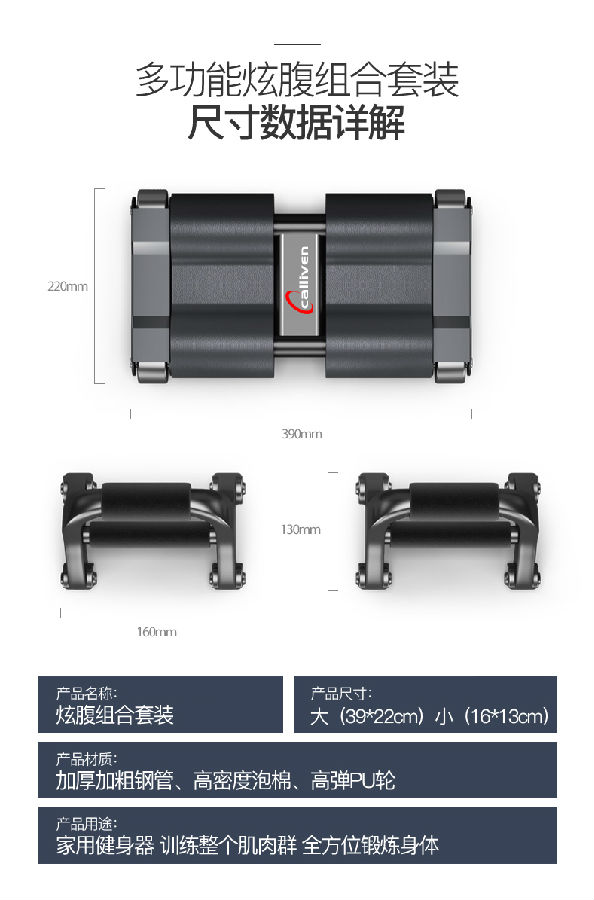 多功能炫腹组合套装
尺寸数据详解
220mm
calliven
390mm
130mm
160mm
产品名称：
炫腹组合套装
产品尺寸：
大（39*22cm）小（16*13cm）
产品材质：
加厚加粗钢管、高密度泡棉、高弹PU轮
产品用途：
家用健身器 训练整个肌肉群 全方位锻炼身体